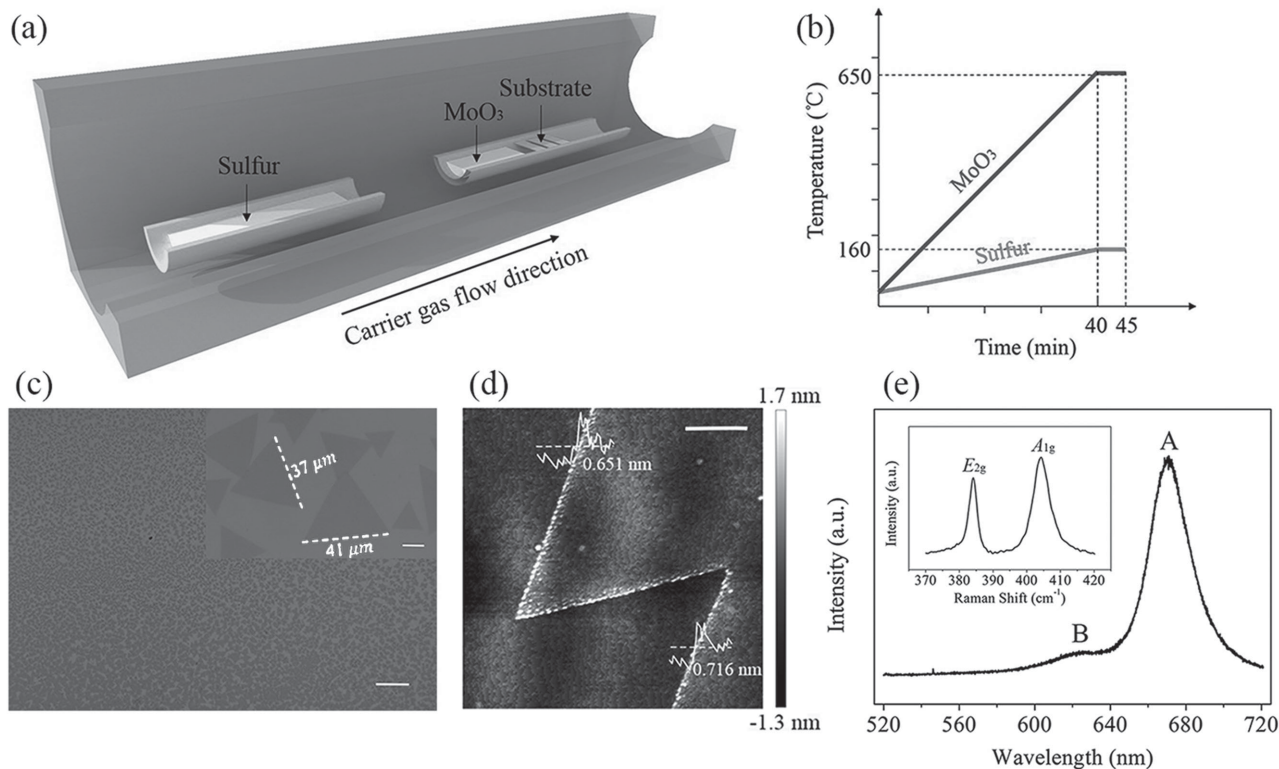 (a)
Substrate
MoO₃
Sulfur
Carrier gas flow direction
(b)
Temperature (℃)
650
160
MoO₃
Sulfur
40 45
Time (min)
(c)
37 μm
41 μm
(d)
1.7 nm
0.651 nm
0.716 nm
-1.3 nm
(e)
Intensity (a.u.)
A
B
E₂g
A₁g
Intensity (a.u.)
370 380 390 400 410 420
Raman Shift (cm⁻¹)
520 560 600 640 680 720
Wavelength (nm)